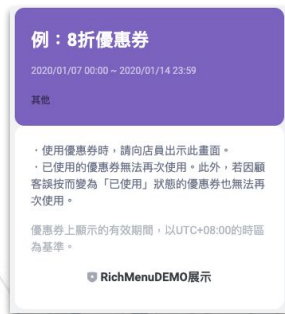 例：8折優惠券
2020/01/07 00:00 ~ 2020/01/14 23:59
其他
・使用優惠券時，請向店員出示此畫面。
・已使用的優惠券無法再次使用。此外，若因顧
客誤按而變為「已使用」狀態的優惠券也無法再
次使用。
優惠券上顯示的有效期間，以UTC+08:00的時區
為基準。
RichMenuDEMO展示